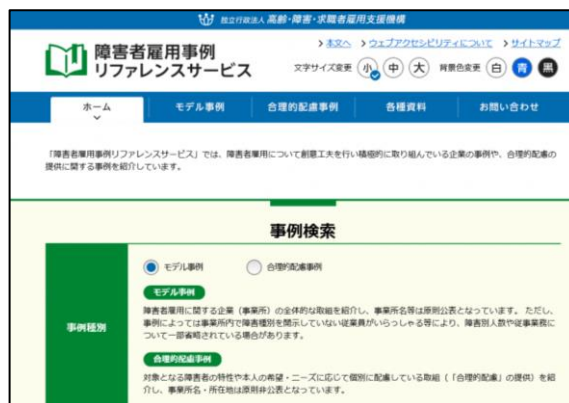 独立行政法人 高齢・障害・求職者雇用支援機構
本文へ ウェブアクセシビリティについて サイトマップ
障害者雇用事例
リファレンスサービス
文字サイズ変更 小 中 大 背景色変更 白 青 黒
ホーム モデル事例 合理的配慮事例 各種資料 お問い合わせ
「障害者雇用事例リファレンスサービス」では、障害者雇用について創意工夫を行い積極的に取り組んでいる企業の事例や、合理的配慮の
提供に関する事例を紹介しています。
事例検索
事例種別
モデル事例 合理的配慮事例
モデル事例
障害者雇用に関する企業（事業所）の全体的な取組を紹介し、事業所名等は原則公表となっています。ただし、
事例によっては事業所内で障害種別を開示していない従業員がいらっしゃる等により、障害別人数や従事業務に
ついて一部省略されている場合があります。
合理的配慮事例
対象となる障害者の特性や本人の希望・ニーズに応じて個別に配慮している取組（「合理的配慮」の提供）を紹
介し、事業所名・所在地は原則非公表となっています。